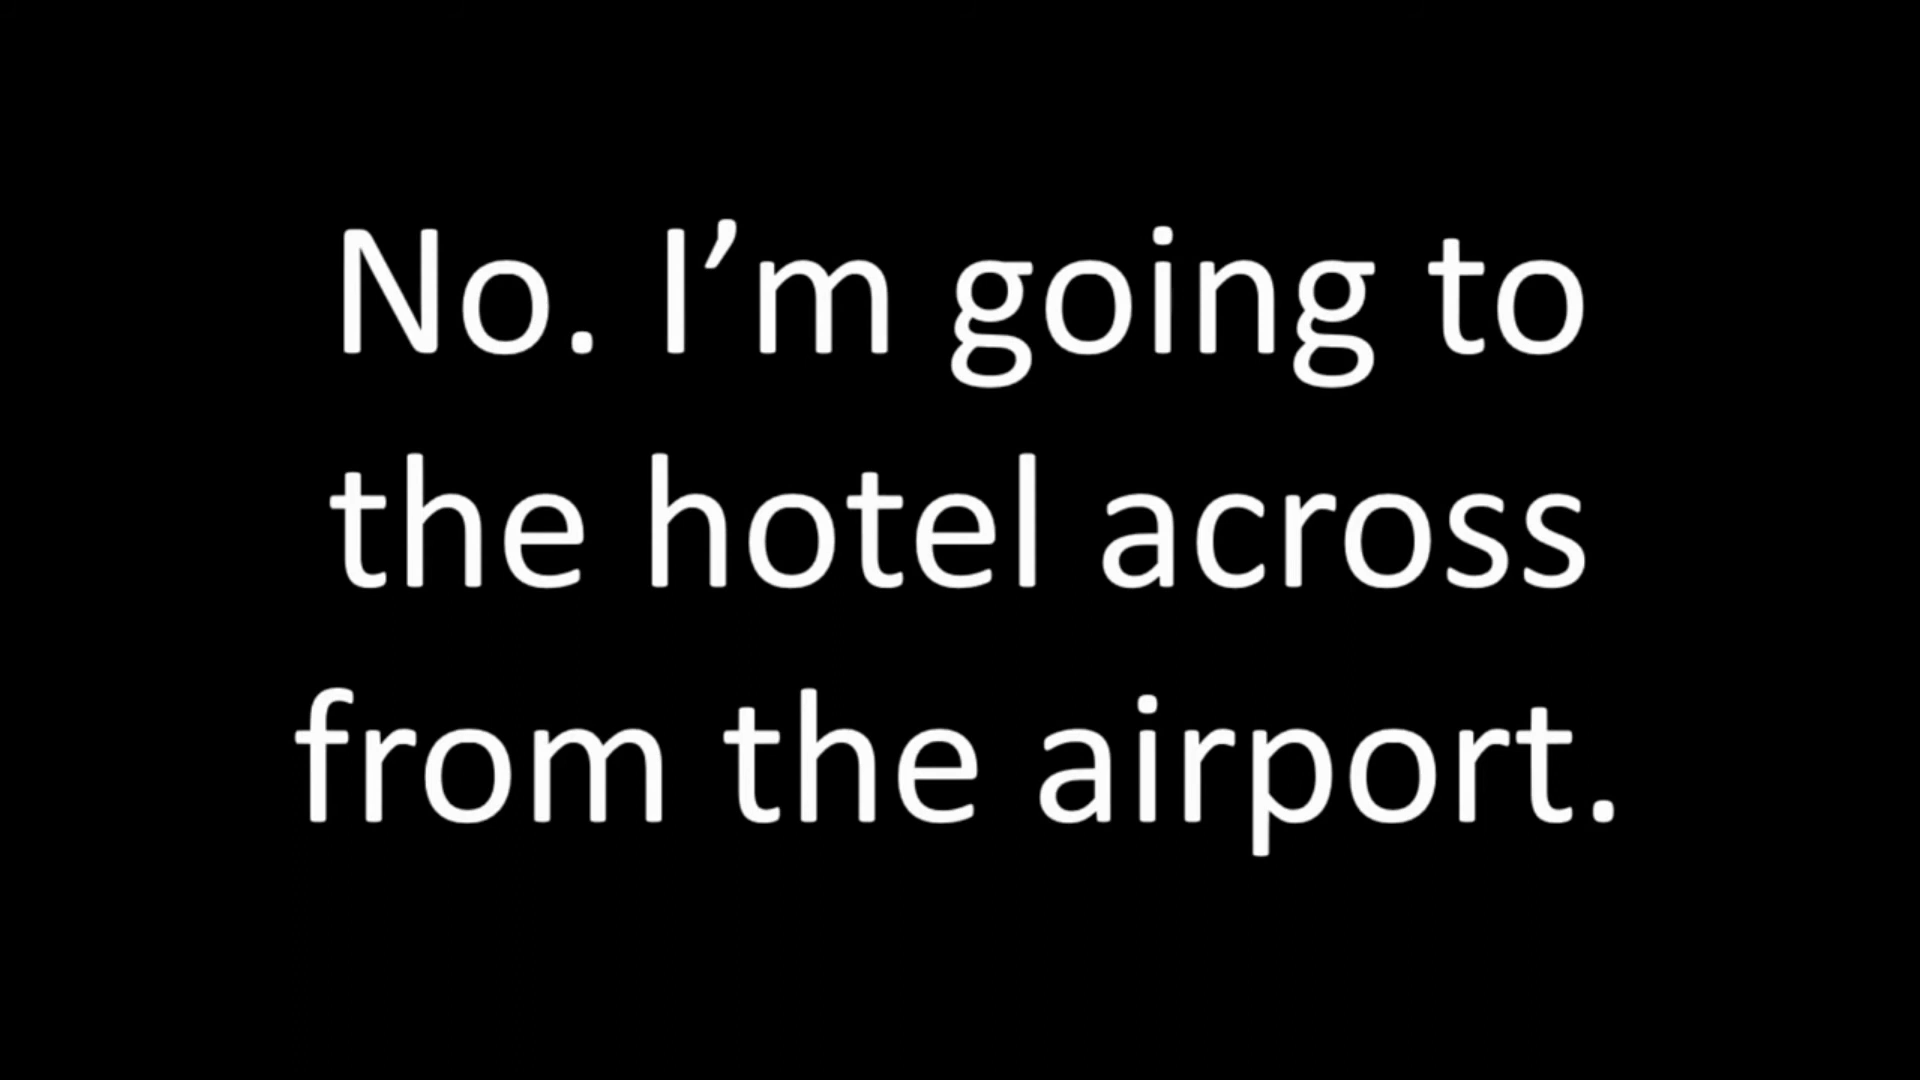 No. I’m going to
the hotel across
from the airport.